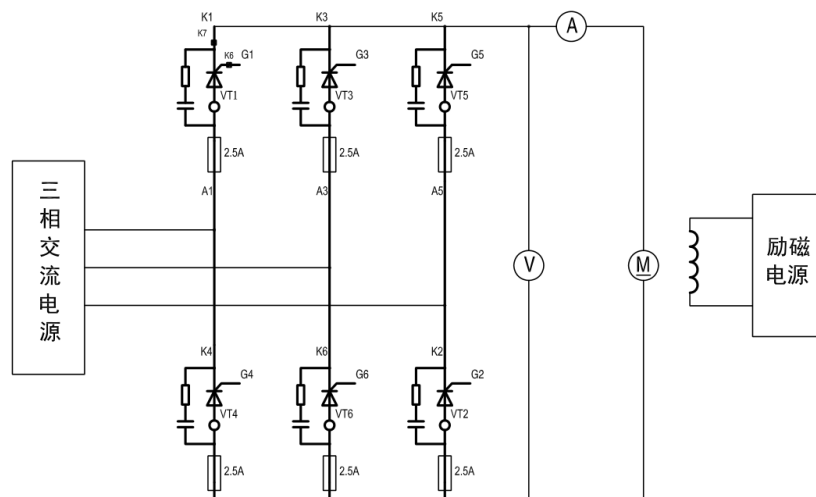 K1 K3 K5 A
K7
K6 G1 G3 G5
VT1 VT3 VT5
2.5A 2.5A 2.5A
A1 A3 A5
三相交流电源
V M
励磁电源
K4 K6 K2
G4 G6 G2
VT4 VT6 VT2
2.5A 2.5A 2.5A